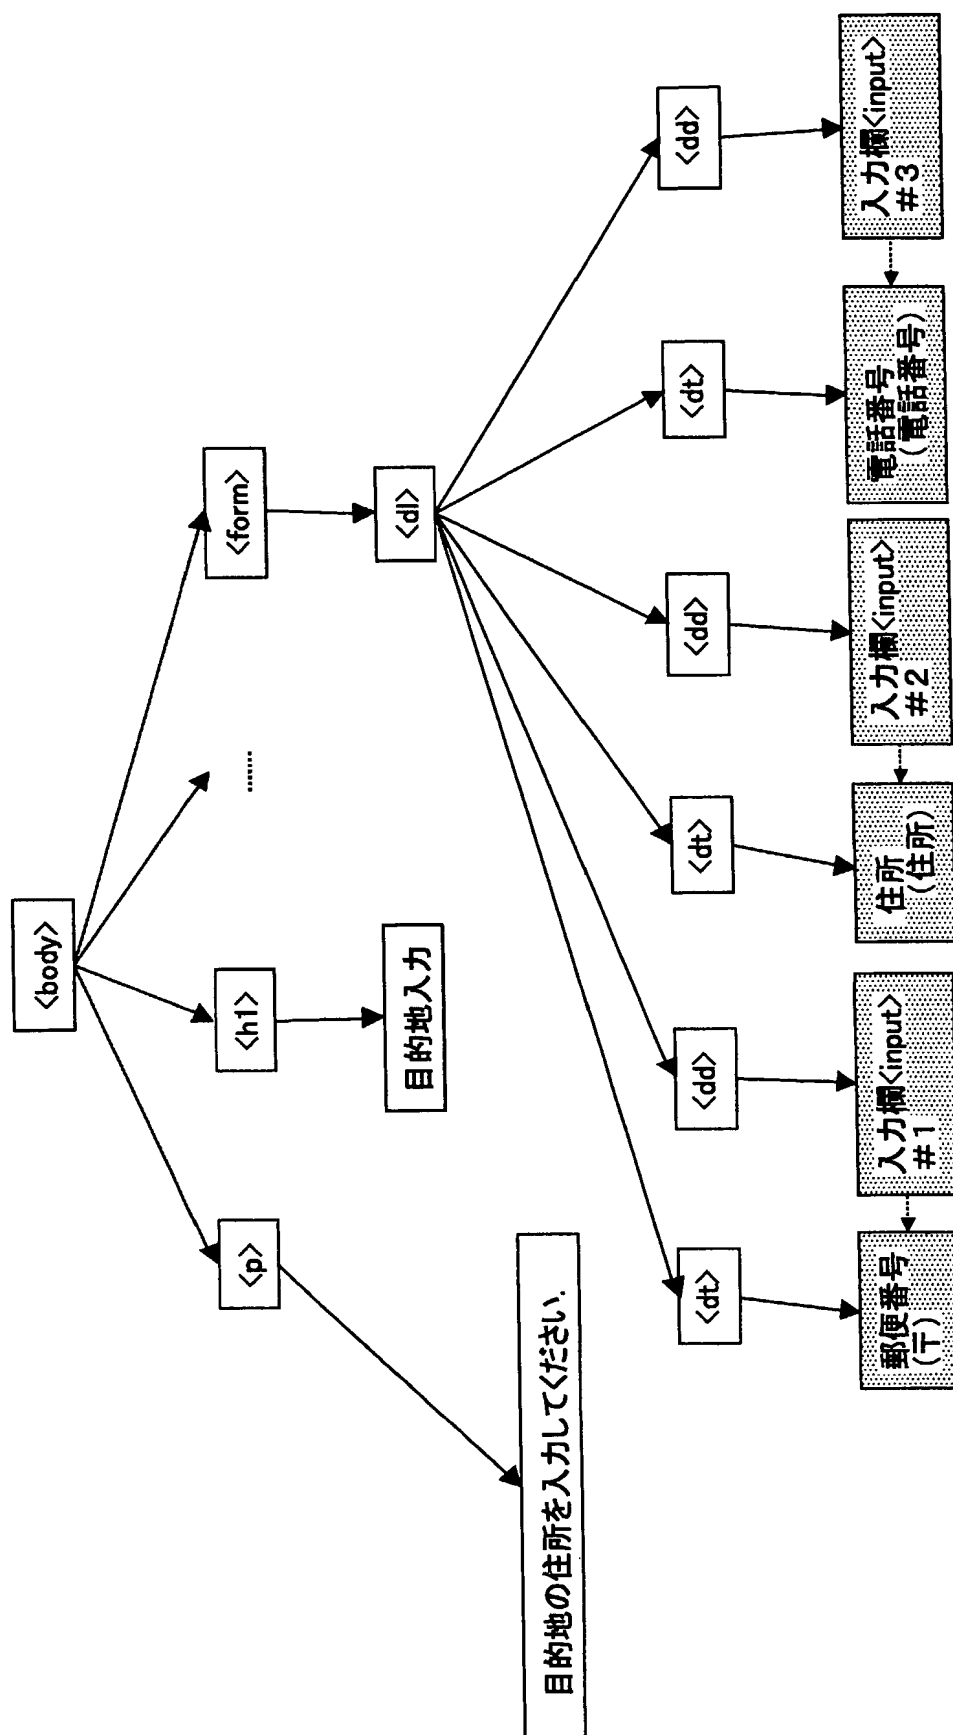 <body>
<p>
<h1>
.......
<form>
目的地入力
<dl>
目的地の住所を入力してください.
<dt>
<dd>
<dt>
<dd>
<dt>
<dd>
郵便番号
(〒)
入力欄<input>
#1
住所
(住所)
入力欄<input>
#2
電話番号
(電話番号)
入力欄<input>
#3